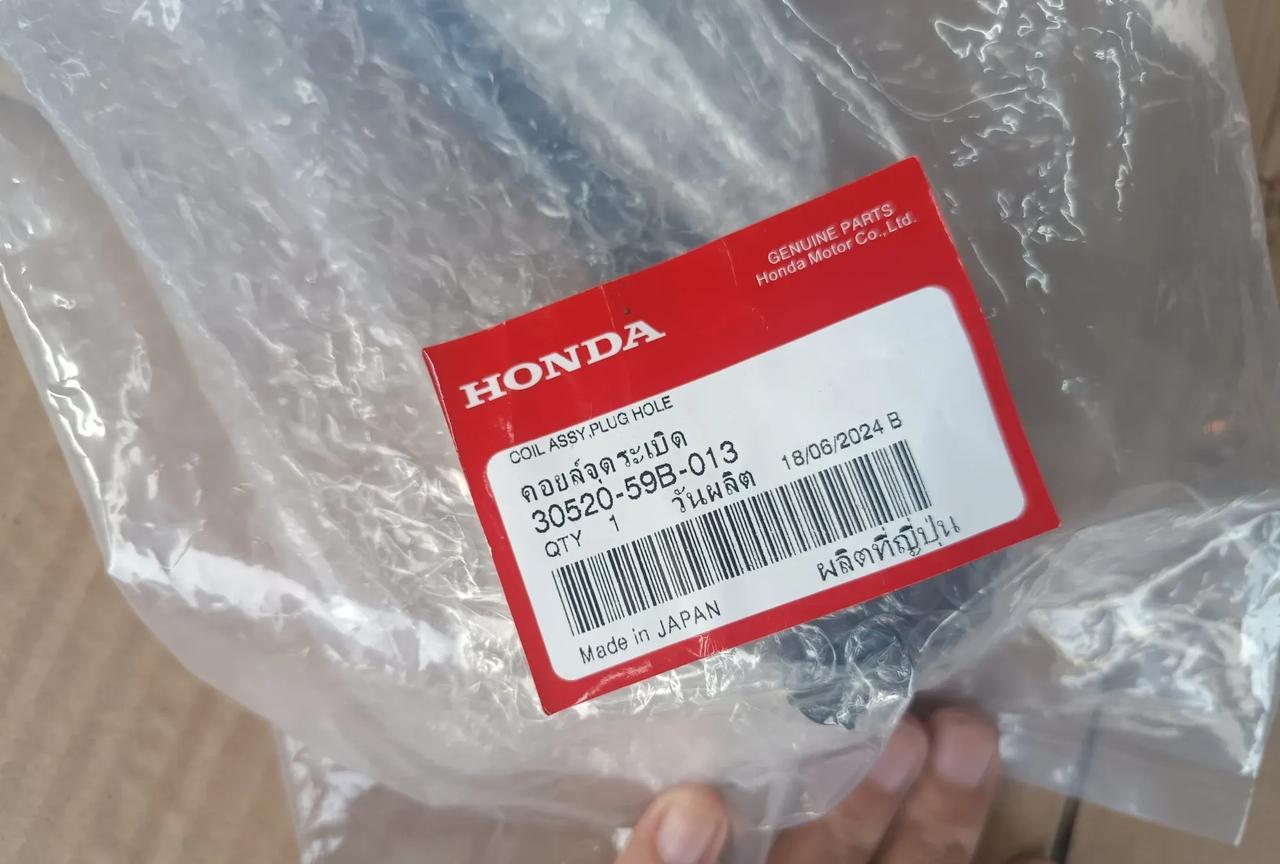 GENUINE PARTS
Honda Motor Co.,Ltd.
HONDA
COIL ASSY,PLUG HOLE
คอยล์จุดระเบิด
30520-59B-013
QTY 1 วันผลิต 18/06/2024 B
Made in JAPAN ผลิตที่ญี่ปุ่น